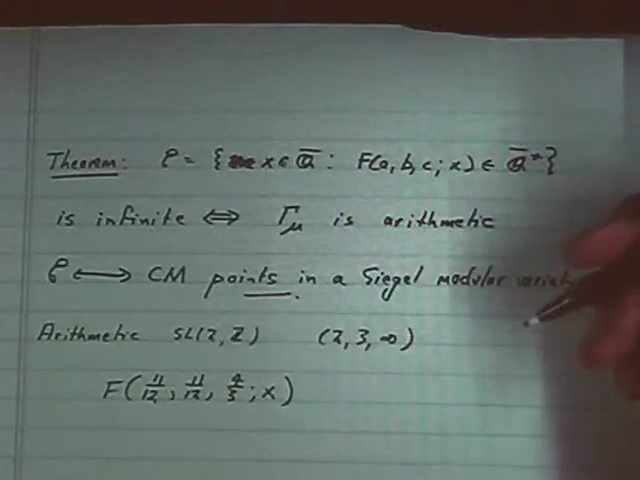 Theorem: 𝓔 = { x ∈ Q̄ : F(a, b, c; x) ∈ Q̄* }
is infinite ⟺ Γμ is arithmetic
𝓔 ⟷ CM points in a Siegel modular
Arithmetic SL(2, Z) (2, 3, ∞)
F(11/12, 11/12, 4/3; x)